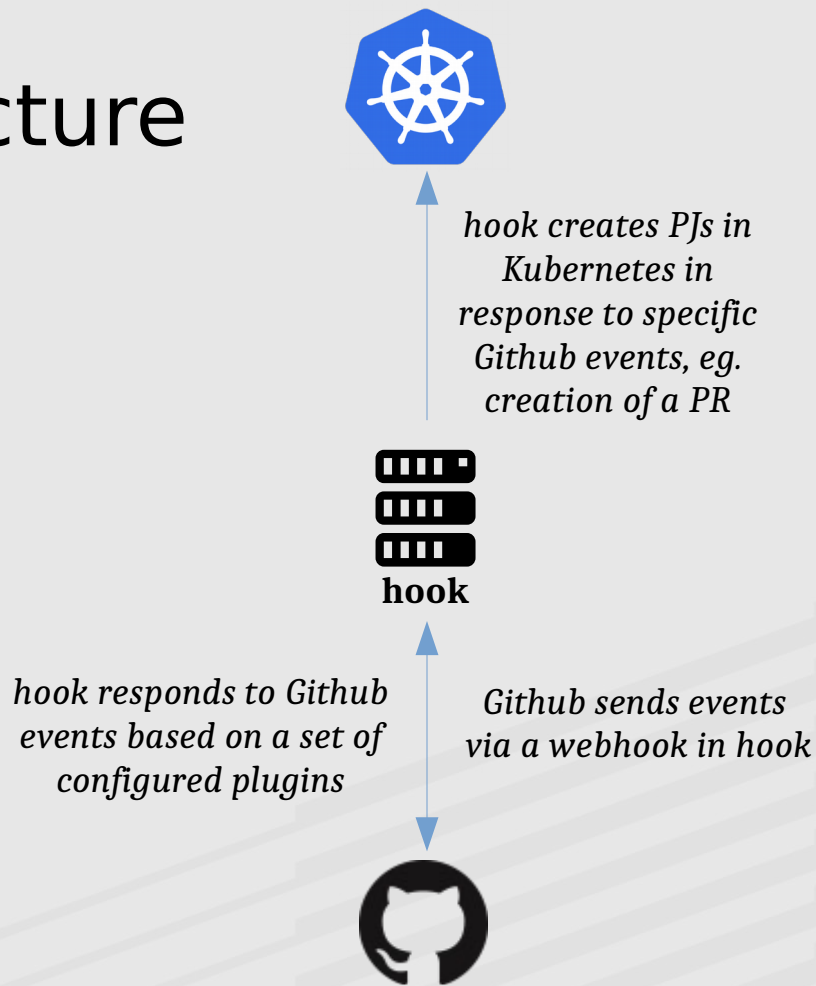 cture
hook creates PJs in
Kubernetes in
response to specific
Github events, eg.
creation of a PR
hook
hook responds to Github
events based on a set of
configured plugins
Github sends events
via a webhook in hook